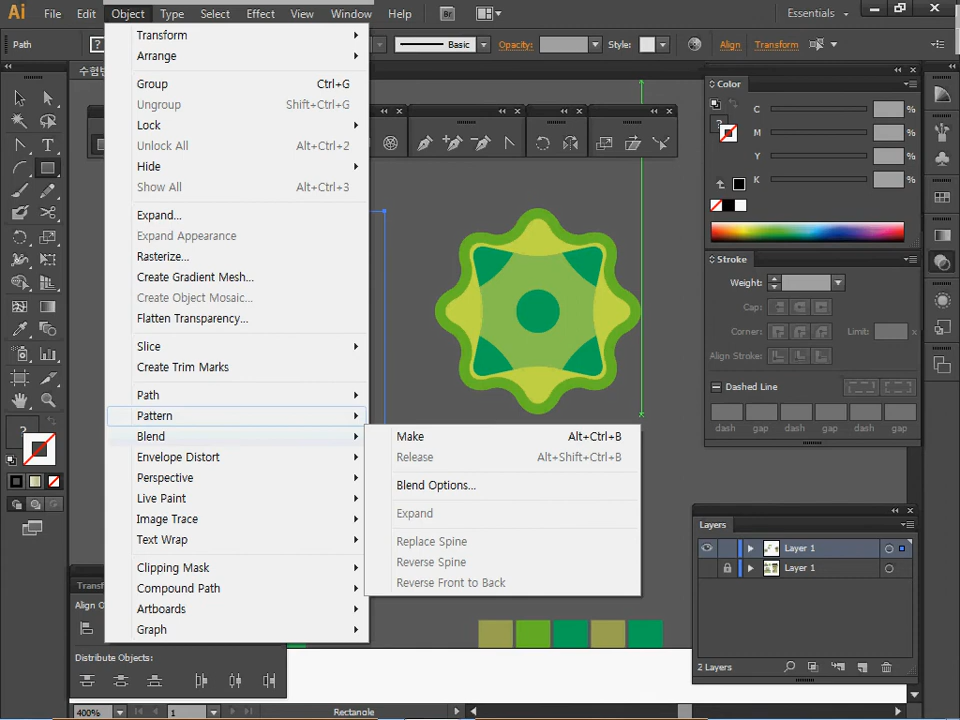 Ai File Edit Object Type Select Effect View Window Help Br Essentials
Path ? Basic Opacity: Style: Align Transform
수험번
Transform
Arrange
Group Ctrl+G
Ungroup Shift+Ctrl+G
Lock
Unlock All Alt+Ctrl+2
Hide
Show All Alt+Ctrl+3
Expand...
Expand Appearance
Rasterize...
Create Gradient Mesh...
Create Object Mosaic...
Flatten Transparency...
Slice
Create Trim Marks
Path
Pattern
Blend
Envelope Distort
Perspective
Live Paint
Image Trace
Text Wrap
Clipping Mask
Compound Path
Artboards
Graph
Make Alt+Ctrl+B
Release Alt+Shift+Ctrl+B
Blend Options...
Expand
Replace Spine
Reverse Spine
Reverse Front to Back
Color
C %
? M %
Y %
K %
Stroke
Weight:
Cap:
Corner: Limit: x
Align Stroke:
Dashed Line
dash gap dash gap dash gap
Layers
Layer 1
Layer 1
2 Layers
?
Transf
Align O
Distribute Objects:
400% 1 Rectangle